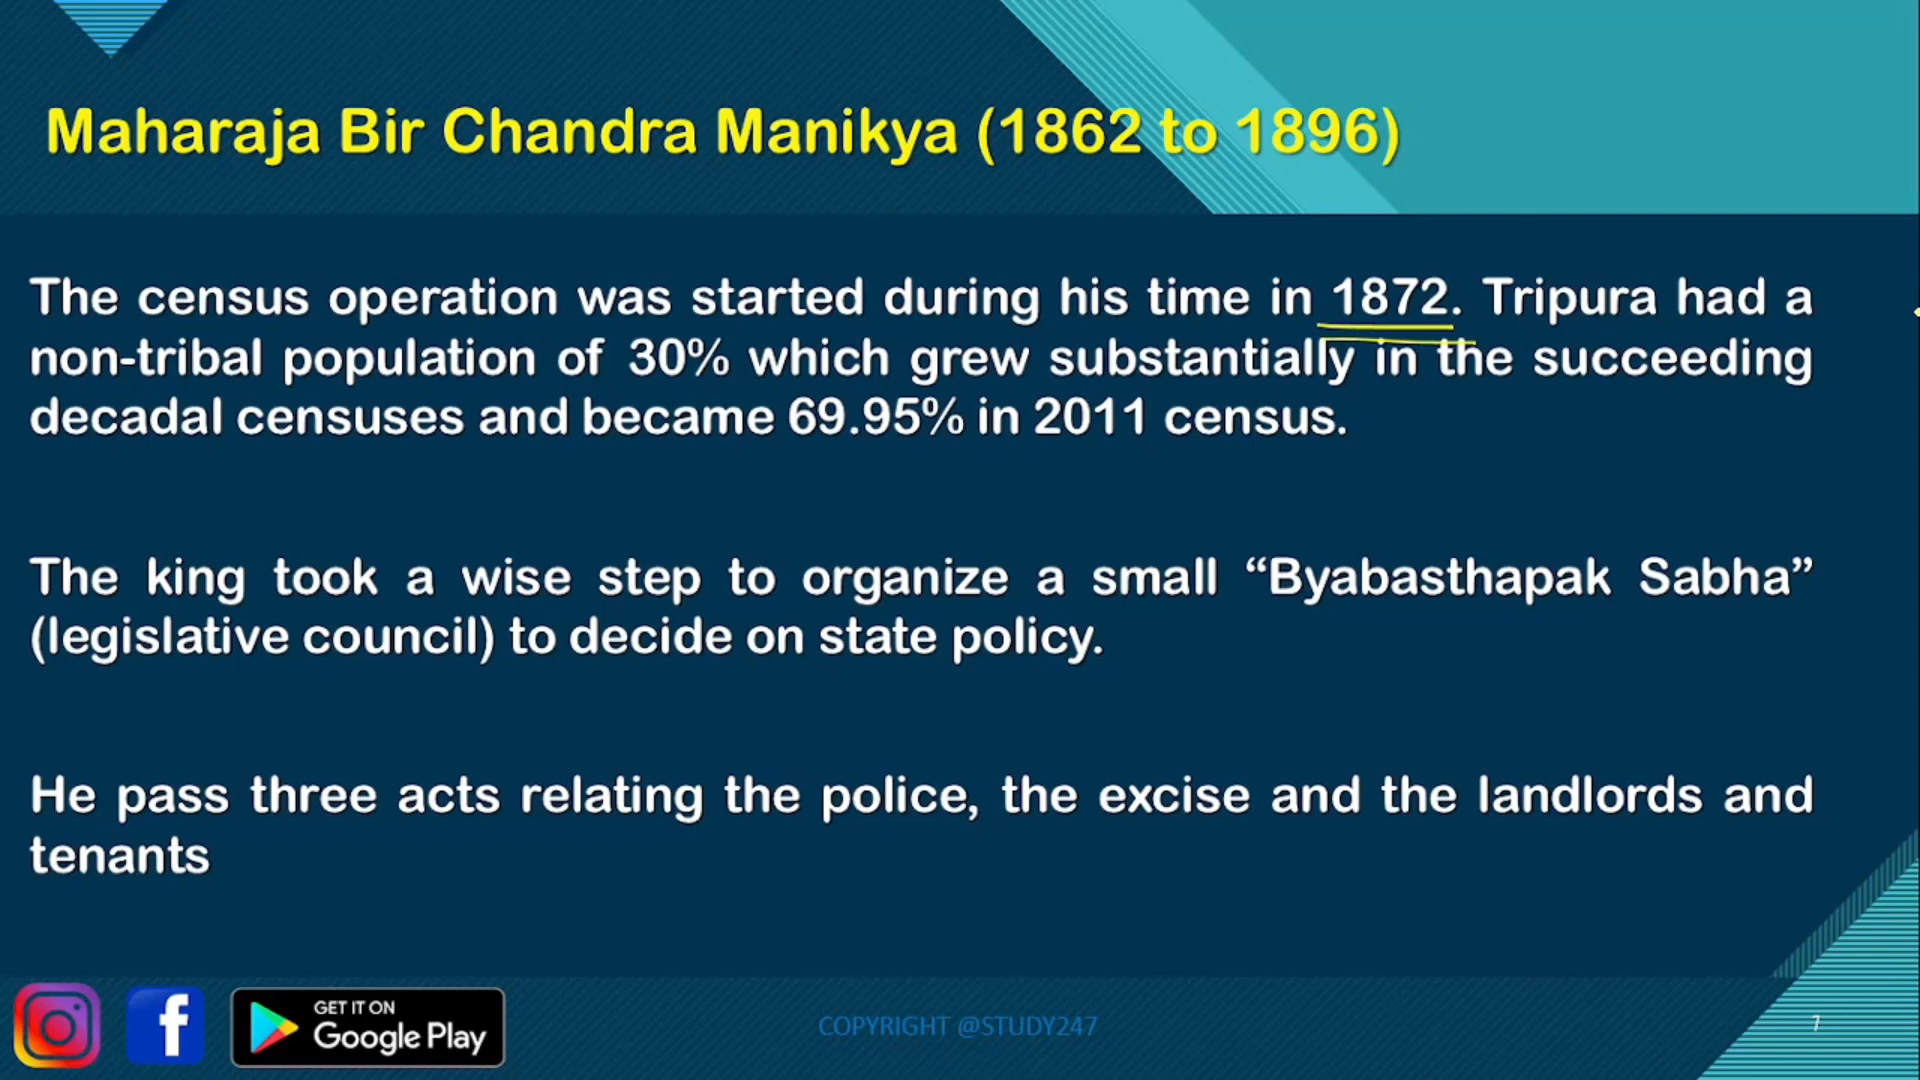 Maharaja Bir Chandra Manikya (1862 to 1896)
The census operation was started during his time in 1872. Tripura had a
non-tribal population of 30% which grew substantially in the succeeding
decadal censuses and became 69.95% in 2011 census.
The king took a wise step to organize a small “Byabasthapak Sabha”
(legislative council) to decide on state policy.
He pass three acts relating the police, the excise and the landlords and
tenants
GET IT ON
Google Play
COPYRIGHT @STUDY247
7